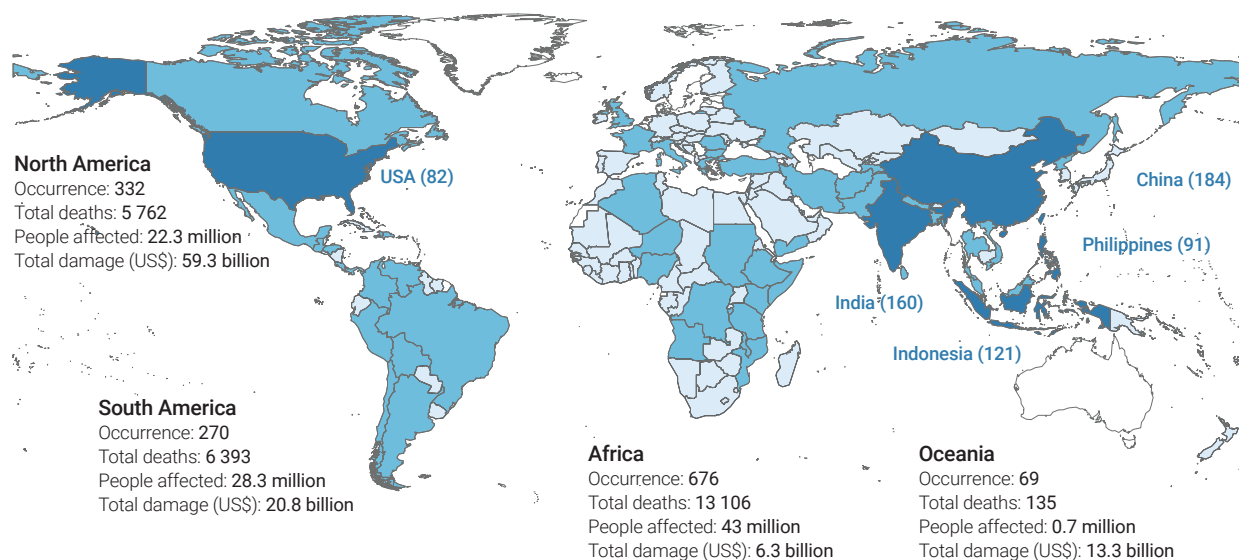 North America
Occurrence: 332
Total deaths: 5 762
People affected: 22.3 million
Total damage (US$): 59.3 billion
USA (82)
China (184)
Philippines (91)
India (160)
Indonesia (121)
South America
Occurrence: 270
Total deaths: 6 393
People affected: 28.3 million
Total damage (US$): 20.8 billion
Africa
Occurrence: 676
Total deaths: 13 106
People affected: 43 million
Total damage (US$): 6.3 billion
Oceania
Occurrence: 69
Total deaths: 135
People affected: 0.7 million
Total damage (US$): 13.3 billion